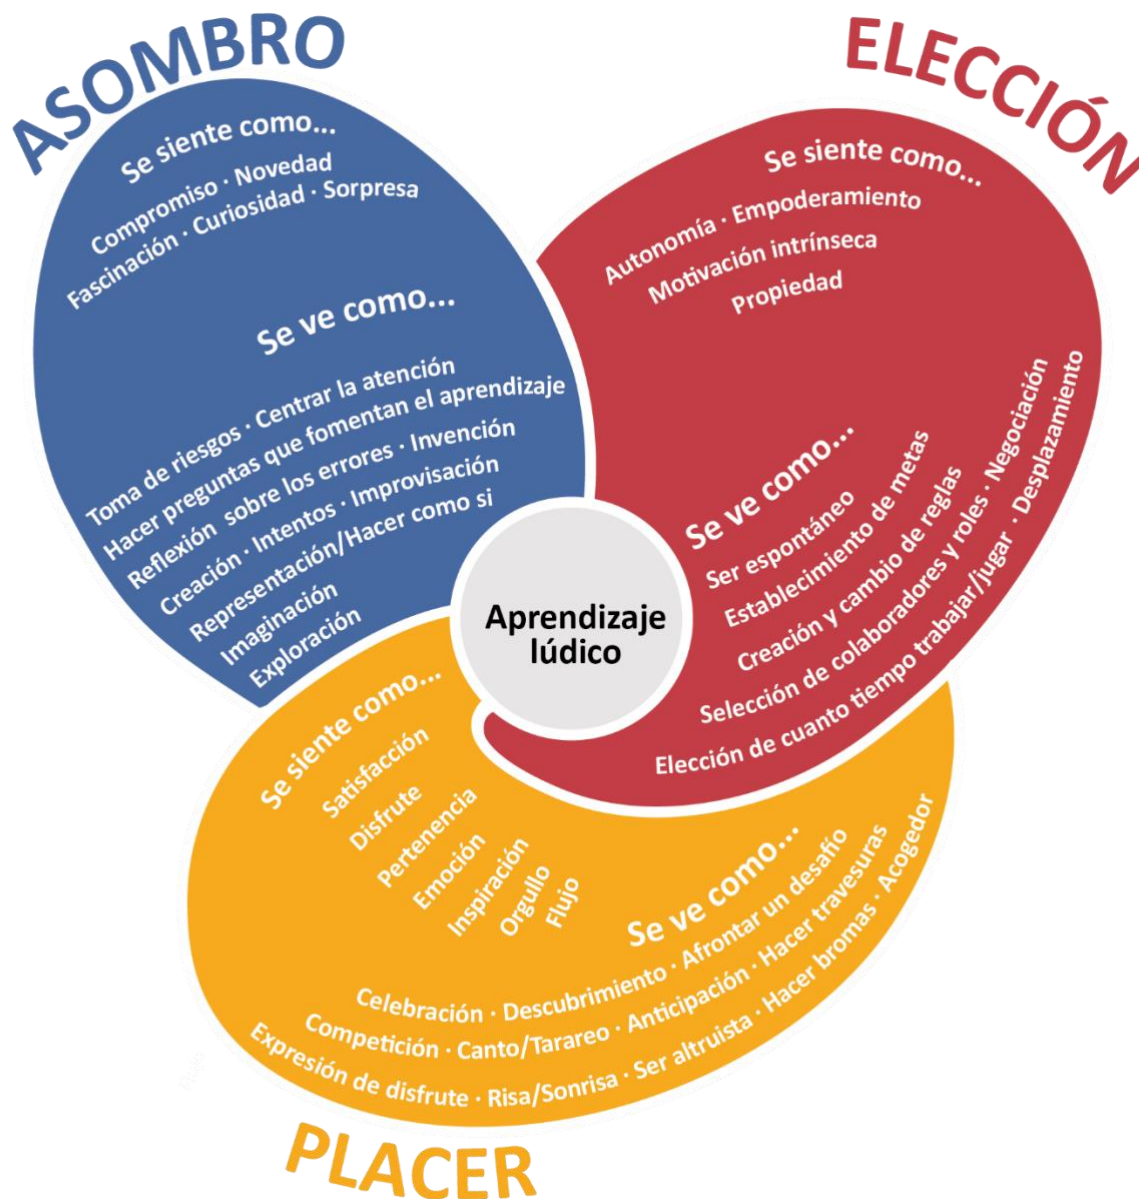 ASOMBRO
Se siente como...
Compromiso · Novedad
Fascinación · Curiosidad · Sorpresa
Se ve como...
Toma de riesgos · Centrar la atención
Hacer preguntas que fomentan el aprendizaje
Reflexión sobre los errores · Invención
Creación · Intentos · Improvisación
Representación/Hacer como si
Imaginación
Exploración
ELECCIÓN
Se siente como...
Autonomía · Empoderamiento
Motivación intrínseca
Propiedad
Se ve como...
Ser espontáneo
Establecimiento de metas
Creación y cambio de reglas
Selección de colaboradores y roles · Negociación
Elección de cuanto tiempo trabajar/jugar · Desplazamiento
Aprendizaje
lúdico
Se siente como...
Satisfacción
Disfrute
Pertenencia
Emoción
Inspiración
Orgullo
Flujo
Se ve como...
Celebración · Descubrimiento · Afrontar un desafío
Competición · Canto/Tarareo · Anticipación · Hacer travesuras
Expresión de disfrute · Risa/Sonrisa · Ser altruista · Hacer bromas · Acogedor
PLACER